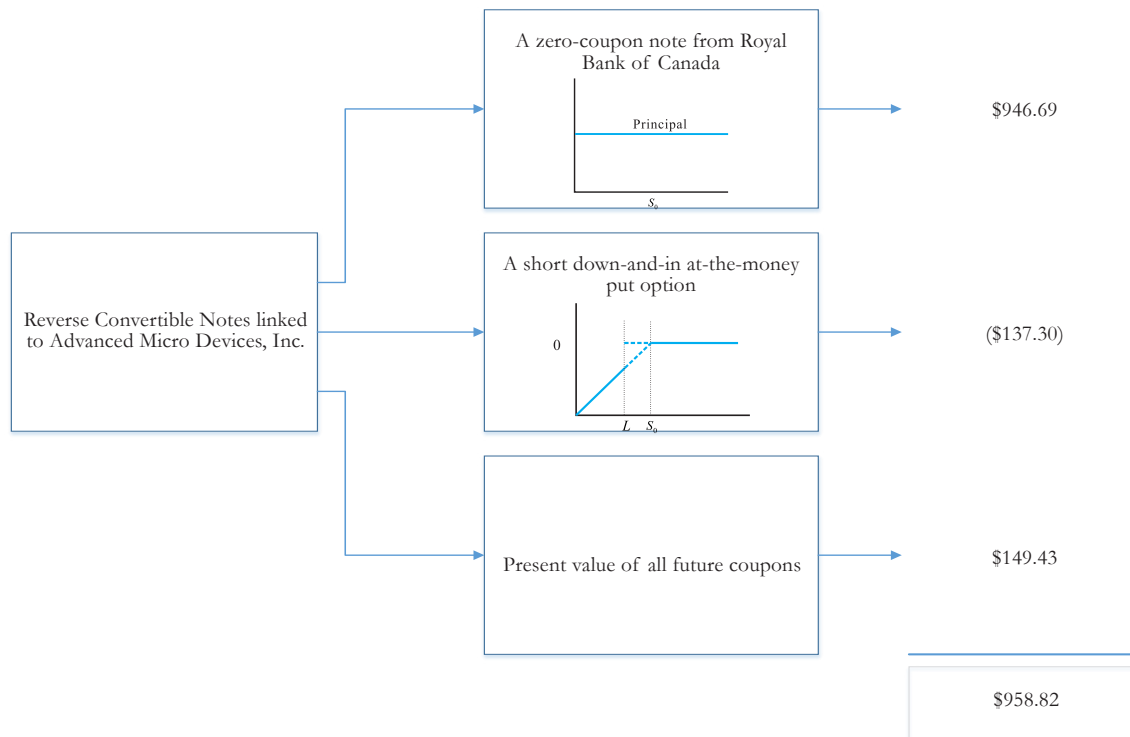 A zero-coupon note from Royal
Bank of Canada
Principal
S₀
$946.69
Reverse Convertible Notes linked
to Advanced Micro Devices, Inc.
A short down-and-in at-the-money
put option
0
L S₀
($137.30)
Present value of all future coupons
$149.43
$958.82